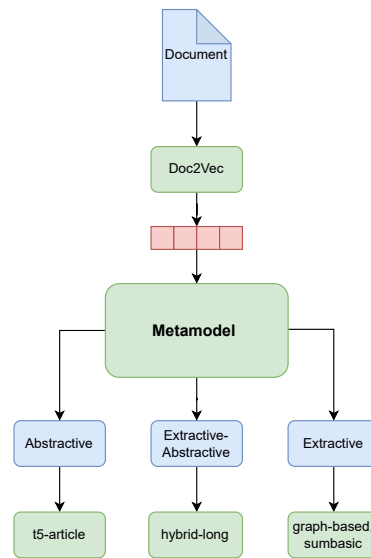 Document
Doc2Vec
Metamodel
Abstractive
Extractive-
Abstractive
Extractive
t5-article
hybrid-long
graph-based,
sumbasic